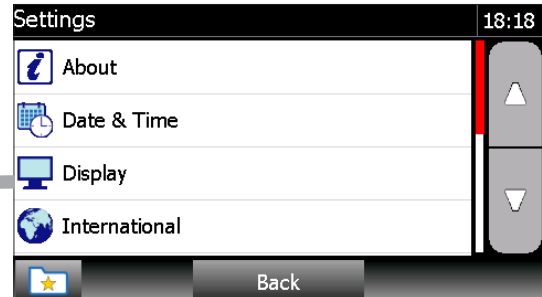 Settings 18:18
About
Date & Time
Display
International
Back